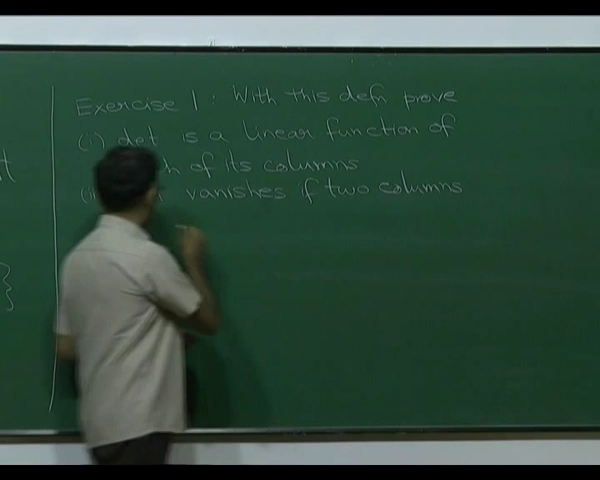 Exercise 1: With this defn prove
(i) det is a linear function of
of its columns
vanishes if two columns